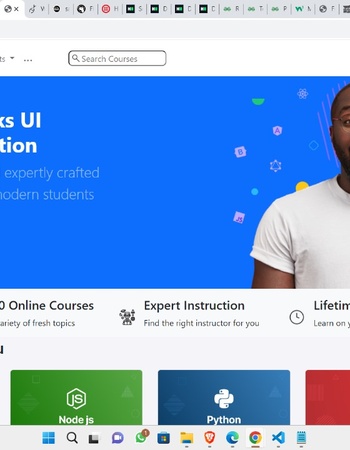 ts
...
Search Courses
ks UI
tion
expertly crafted
modern students
0 Online Courses
ariety of fresh topics
Expert Instruction
Find the right instructor for you
Lifetim
Learn on y
u
JS
Node js
Python